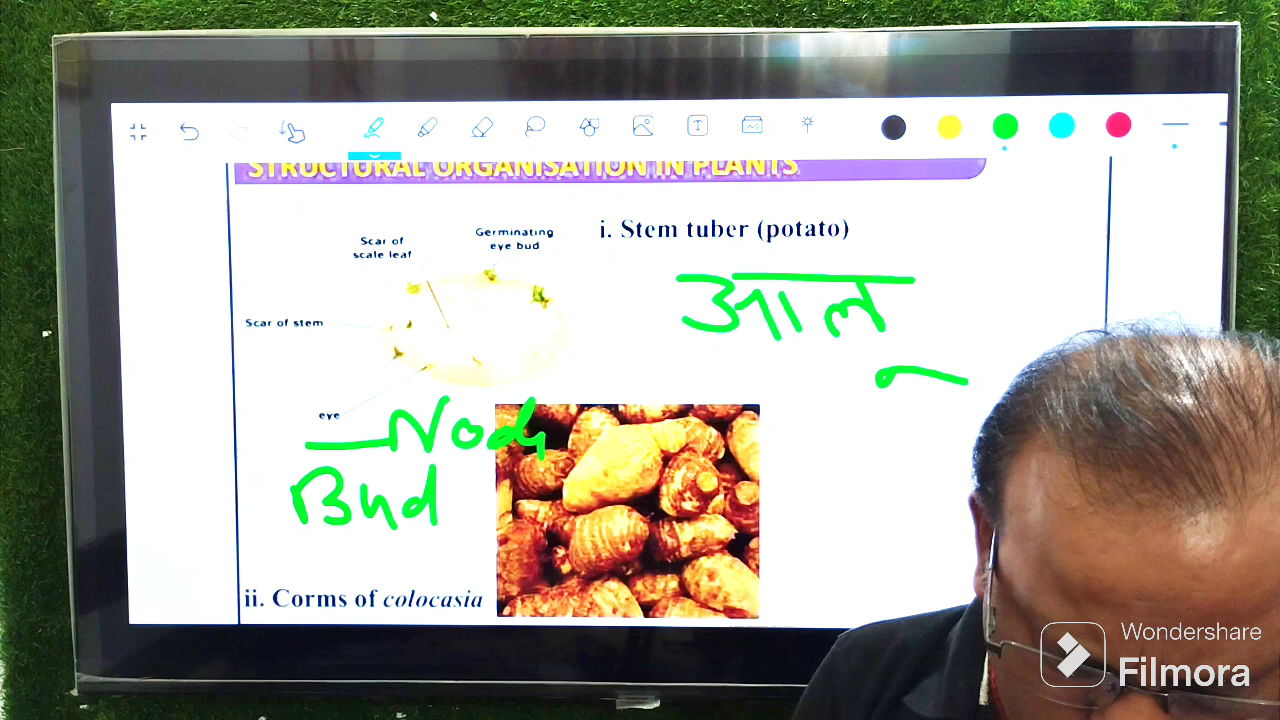 STRUCTURAL ORGANISATION IN PLANTS
i. Stem tuber (potato)
Germinating
eye bud
Scar of
scale leaf
Scar of stem
eye
आलू
Node
Bud
ii. Corms of colocasia
Wondershare
Filmora